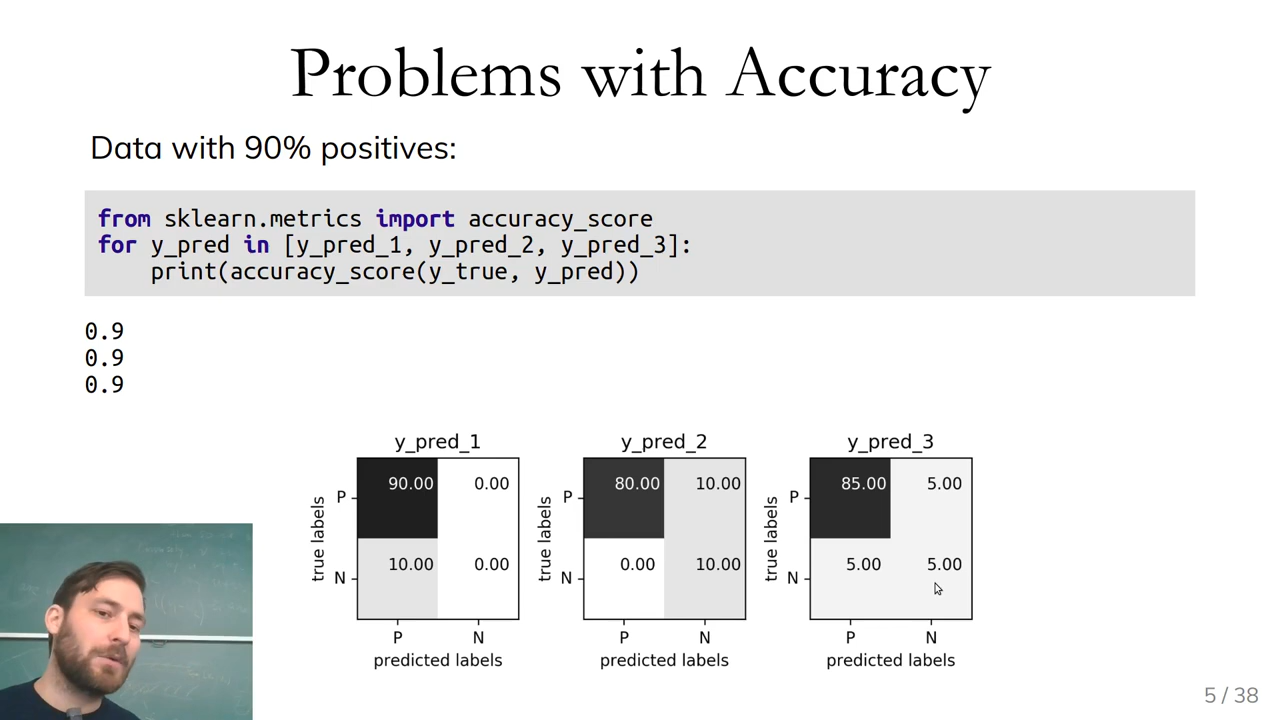 Problems with Accuracy
Data with 90% positives:
from sklearn.metrics import accuracy_score
for y_pred in [y_pred_1, y_pred_2, y_pred_3]:
    print(accuracy_score(y_true, y_pred))
0.9
0.9
0.9
y_pred_1
true labels
P
90.00 0.00
N
10.00 0.00
P N
predicted labels
y_pred_2
true labels
P
80.00 10.00
N
0.00 10.00
P N
predicted labels
y_pred_3
true labels
P
85.00 5.00
N
5.00 5.00
P N
predicted labels
5 / 38